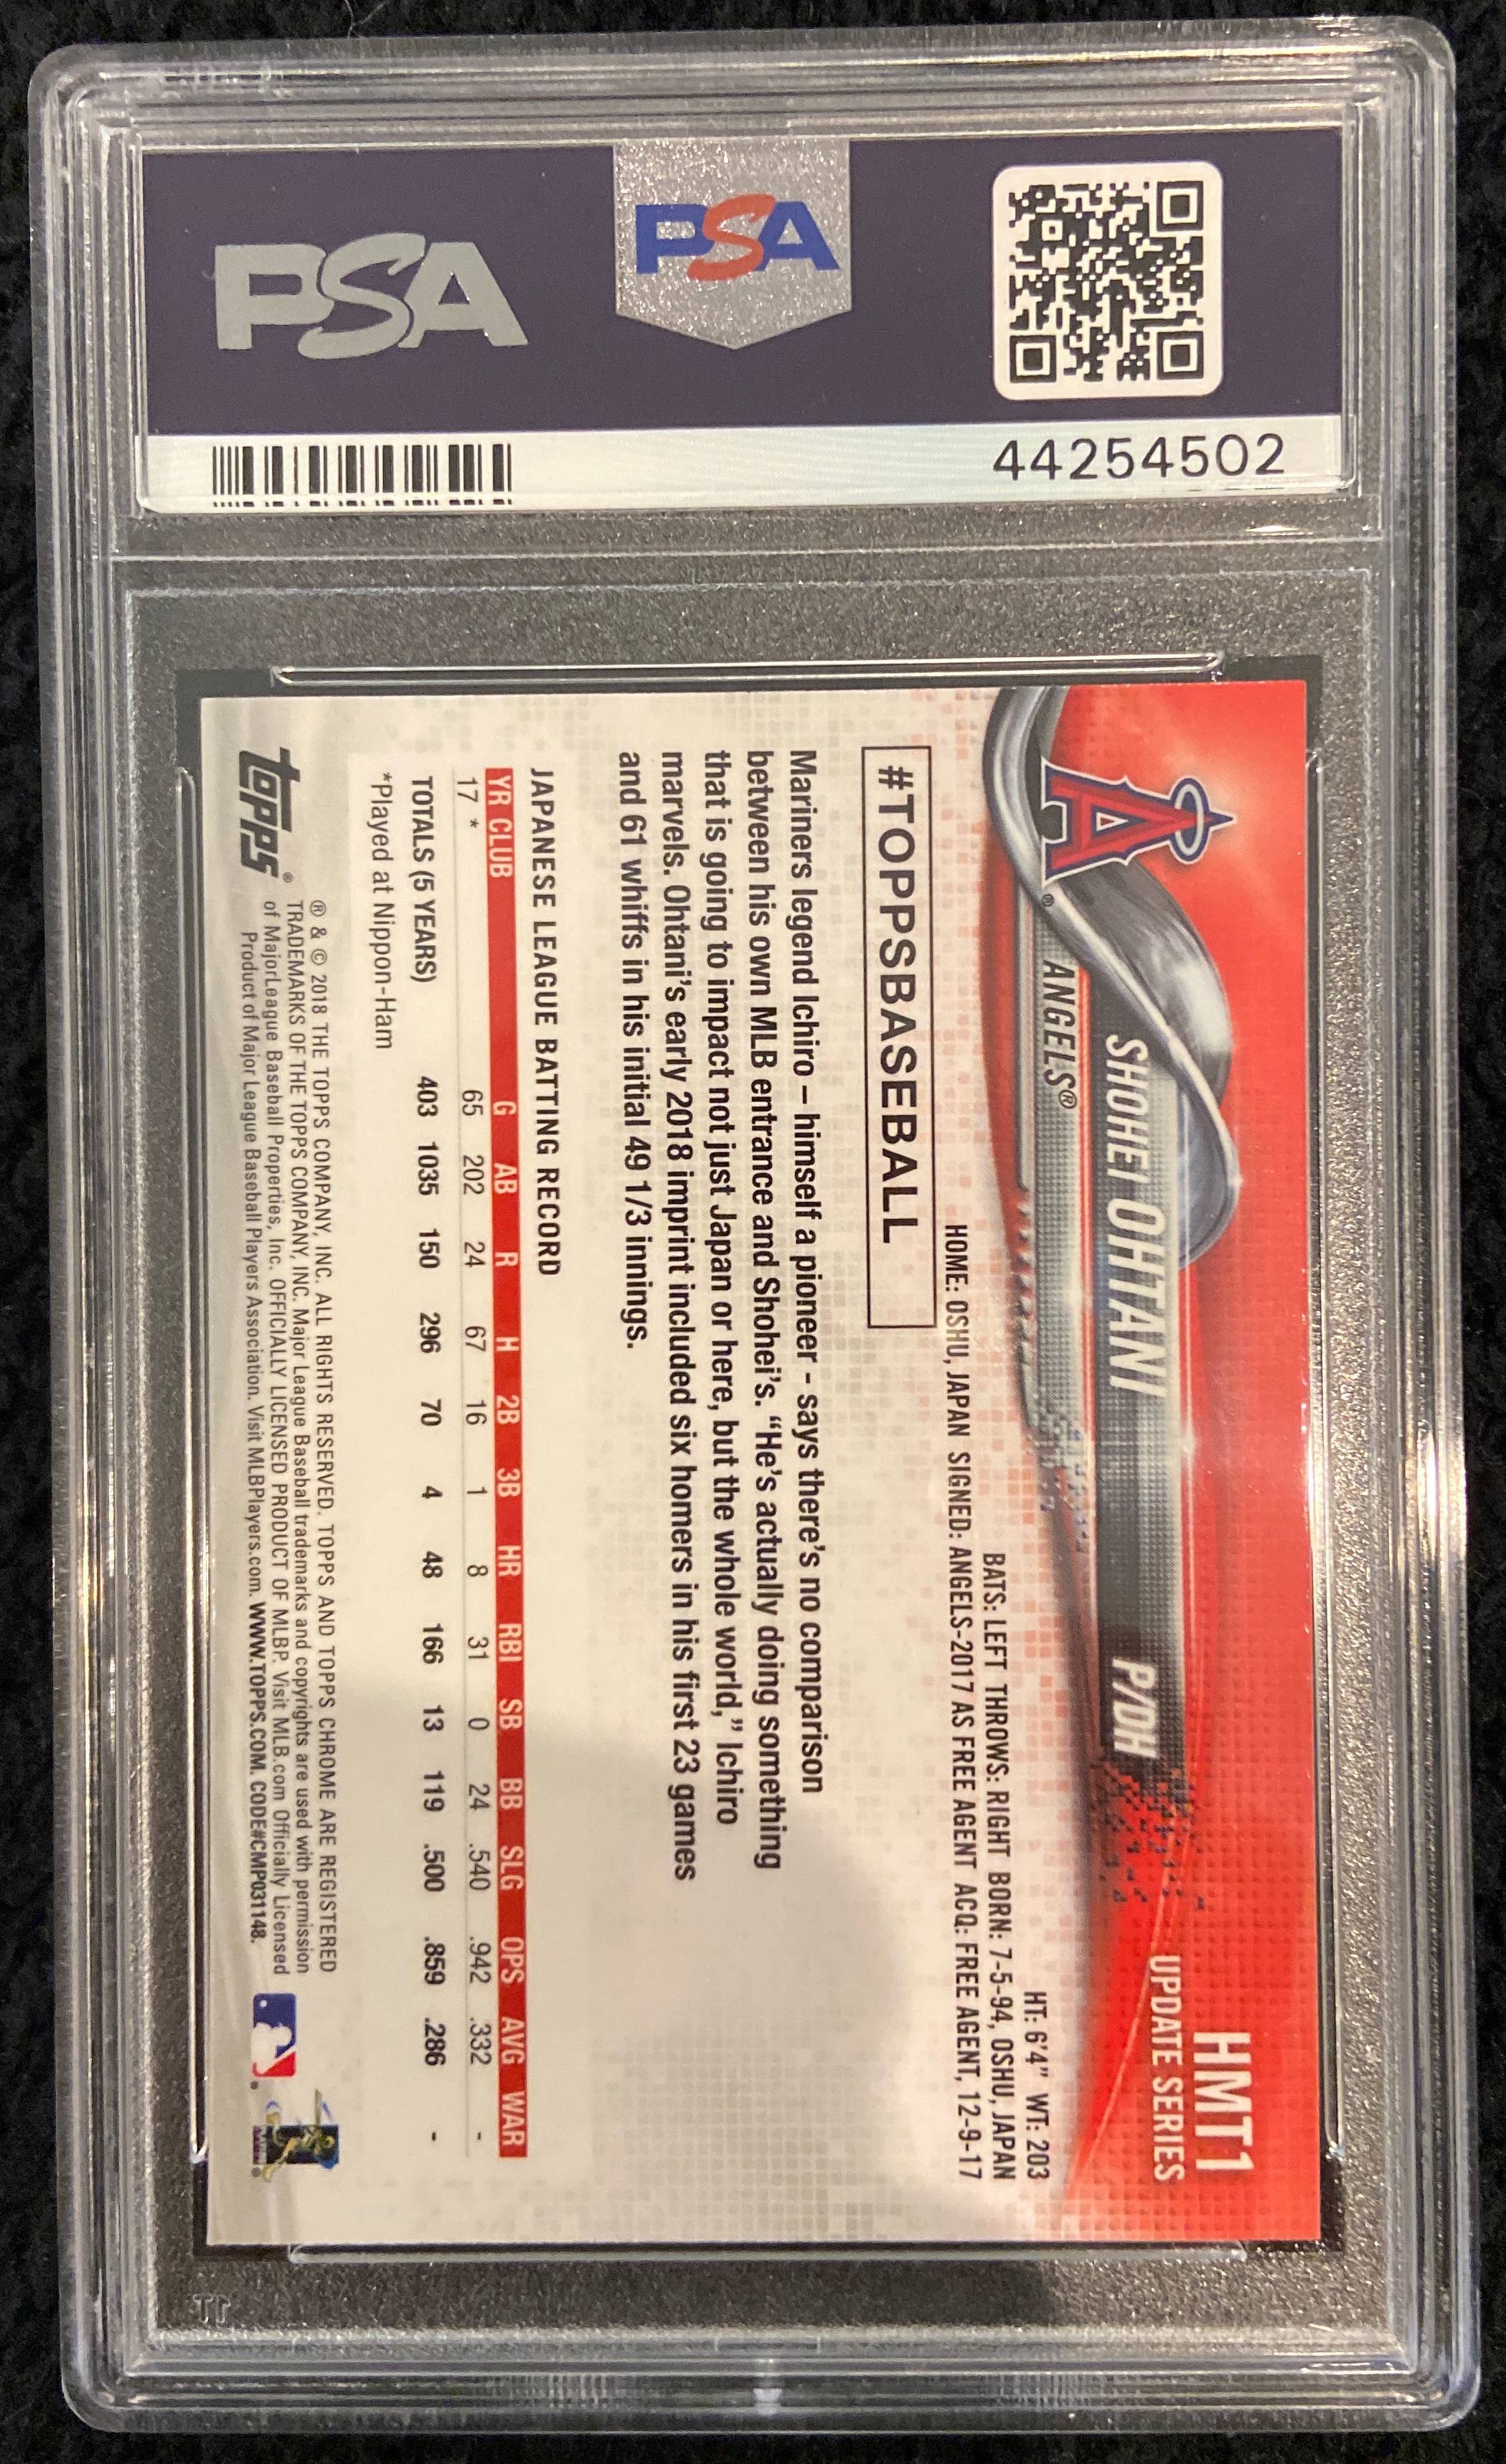 PSA
PSA
44254502
HMT1
UPDATE SERIES
SHOHEI OHTANI P/DH
A
® ANGELS®
HT: 6'4" WT: 203
BATS: LEFT THROWS: RIGHT BORN: 7-5-94, OSHU, JAPAN
HOME: OSHU, JAPAN SIGNED: ANGELS-2017 AS FREE AGENT ACQ: FREE AGENT, 12-9-17
#TOPPSBASEBALL
Mariners legend Ichiro – himself a pioneer – says there's no comparison
between his own MLB entrance and Shohei's. “He's actually doing something
that is going to impact not just Japan or here, but the whole world,” Ichiro
marvels. Ohtani's early 2018 imprint included six homers in his first 23 games
and 61 whiffs in his initial 49 1/3 innings.
JAPANESE LEAGUE BATTING RECORD
YR CLUB G AB R H 2B 3B HR RBI SB BB SLG OPS AVG WAR
17 * 65 202 24 67 16 1 8 31 0 24 .540 .942 .332 -
TOTALS (5 YEARS) 403 1035 150 296 70 4 48 166 13 119 .500 .859 .286 -
*Played at Nippon-Ham
topps®
® & © 2018 THE TOPPS COMPANY, INC. ALL RIGHTS RESERVED. TOPPS AND TOPPS CHROME ARE REGISTERED
TRADEMARKS OF THE TOPPS COMPANY, INC. Major League Baseball trademarks and copyrights are used with permission
of Major League Baseball Properties, Inc. OFFICIALLY LICENSED PRODUCT OF MLBP. Visit MLB.com Officially Licensed
Product of Major League Baseball Players Association. Visit MLBPlayers.com. WWW.TOPPS.COM. CODE#CMP031148.